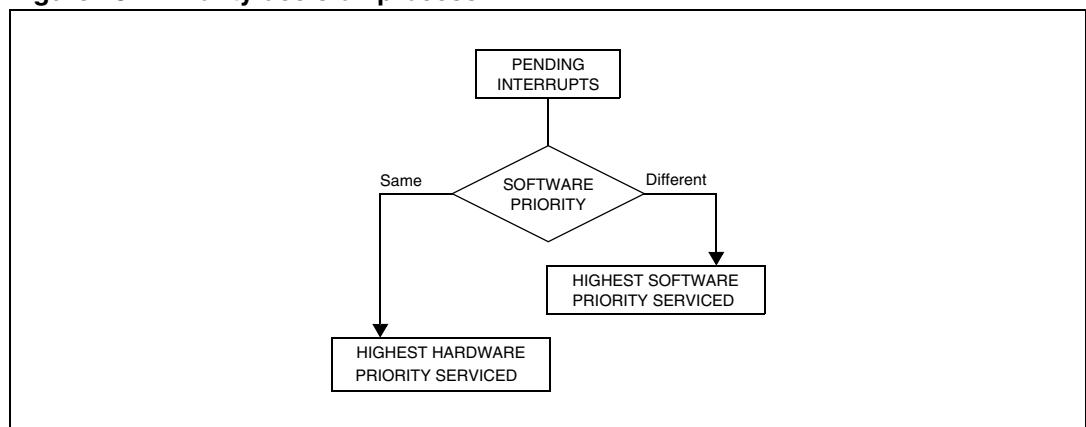 PENDING
INTERRUPTS
Same
SOFTWARE
PRIORITY
Different
HIGHEST SOFTWARE
PRIORITY SERVICED
HIGHEST HARDWARE
PRIORITY SERVICED